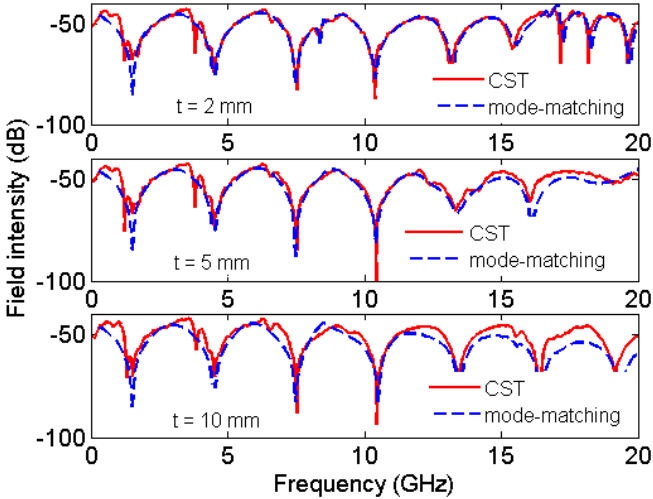 -50
-100
0 5 10 15 20
t = 2 mm
CST
mode-matching
Field intensity (dB)
-50
-100
0 5 10 15 20
t = 5 mm
CST
mode-matching
-50
-100
0 5 10 15 20
t = 10 mm
CST
mode-matching
Frequency (GHz)